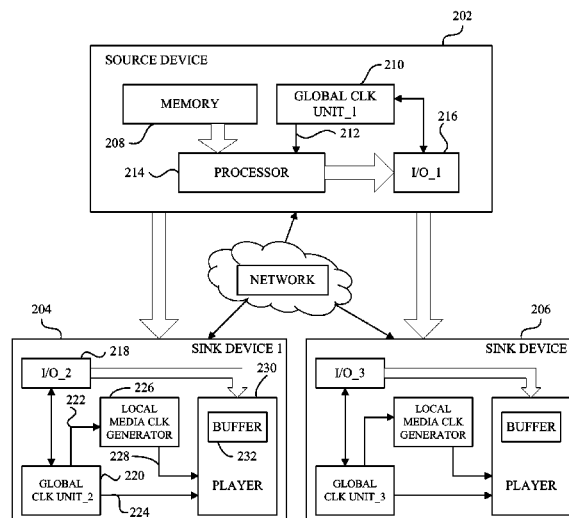 202
SOURCE DEVICE
210
MEMORY
GLOBAL CLK
UNIT_1
216
208
212
214
PROCESSOR
I/O_1
NETWORK
204
206
SINK DEVICE 1
SINK DEVICE
I/O_2
218
226
230
222
LOCAL
MEDIA CLK
GENERATOR
BUFFER
232
228
220
GLOBAL
CLK UNIT_2
224
PLAYER
I/O_3
LOCAL
MEDIA CLK
GENERATOR
BUFFER
GLOBAL
CLK UNIT_3
PLAYER